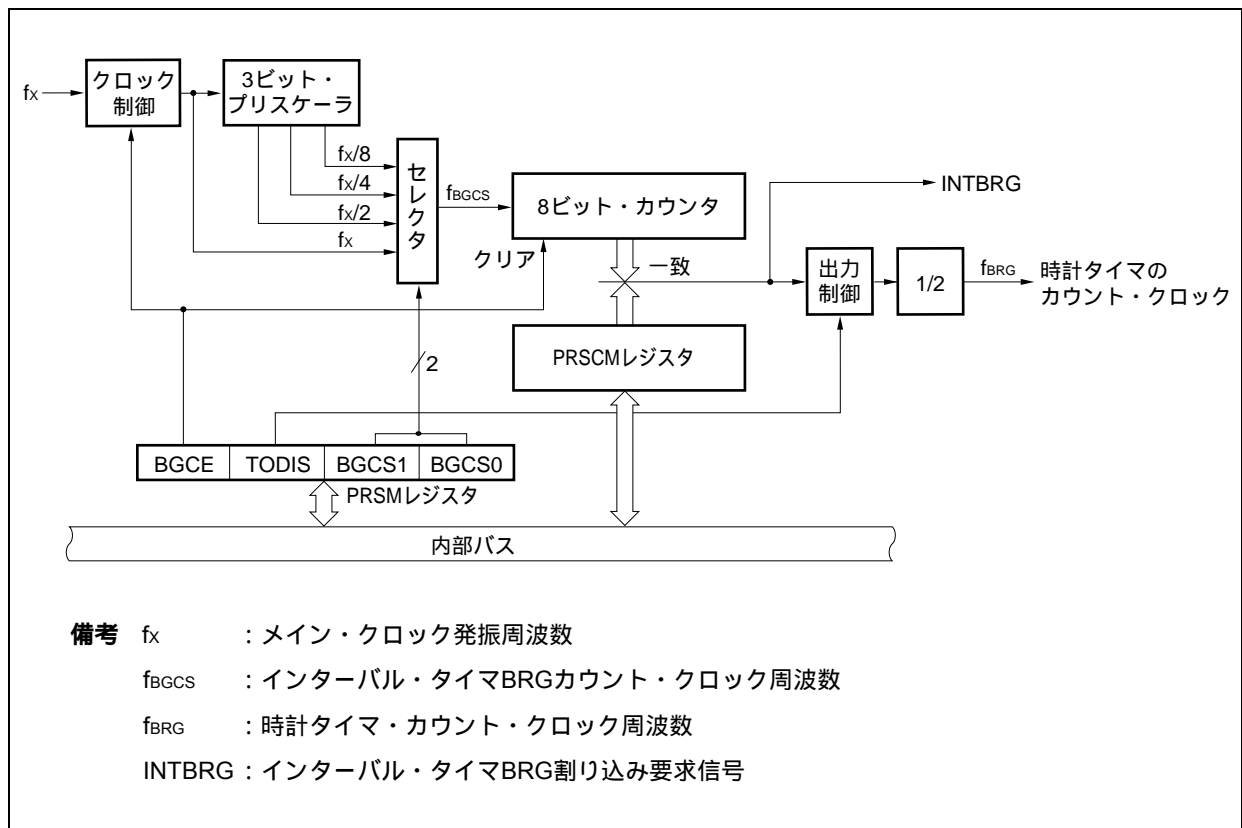 fX
クロック
制御
3ビット・
プリスケーラ
fX/8
fX/4
fX/2
fX
セレクタ
fBGCS
8ビット・カウンタ
クリア
一致
INTBRG
出力
制御
1/2
fBRG
時計タイマの
カウント・クロック
PRSCMレジスタ
2
BGCE TODIS BGCS1 BGCS0
PRSMレジスタ
内部バス
備考 fX :メイン・クロック発振周波数
fBGCS :インターバル・タイマBRGカウント・クロック周波数
fBRG :時計タイマ・カウント・クロック周波数
INTBRG:インターバル・タイマBRG割り込み要求信号